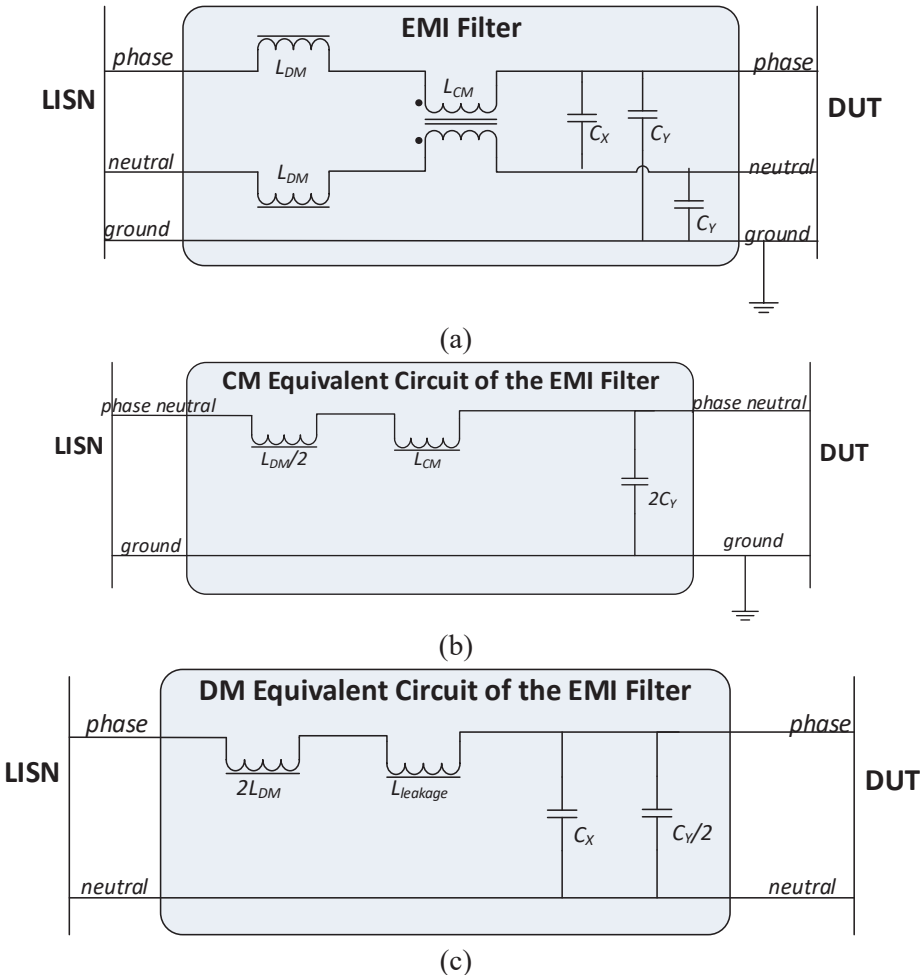 EMI Filter
phase
L_DM
L_CM
phase
LISN
DUT
C_X
C_Y
neutral
L_DM
neutral
C_Y
ground
ground
(a)
CM Equivalent Circuit of the EMI Filter
phase neutral
phase neutral
LISN
DUT
L_DM/2
L_CM
2C_Y
ground
ground
(b)
DM Equivalent Circuit of the EMI Filter
phase
phase
LISN
DUT
2L_DM
L_leakage
C_X
C_Y/2
neutral
neutral
(c)